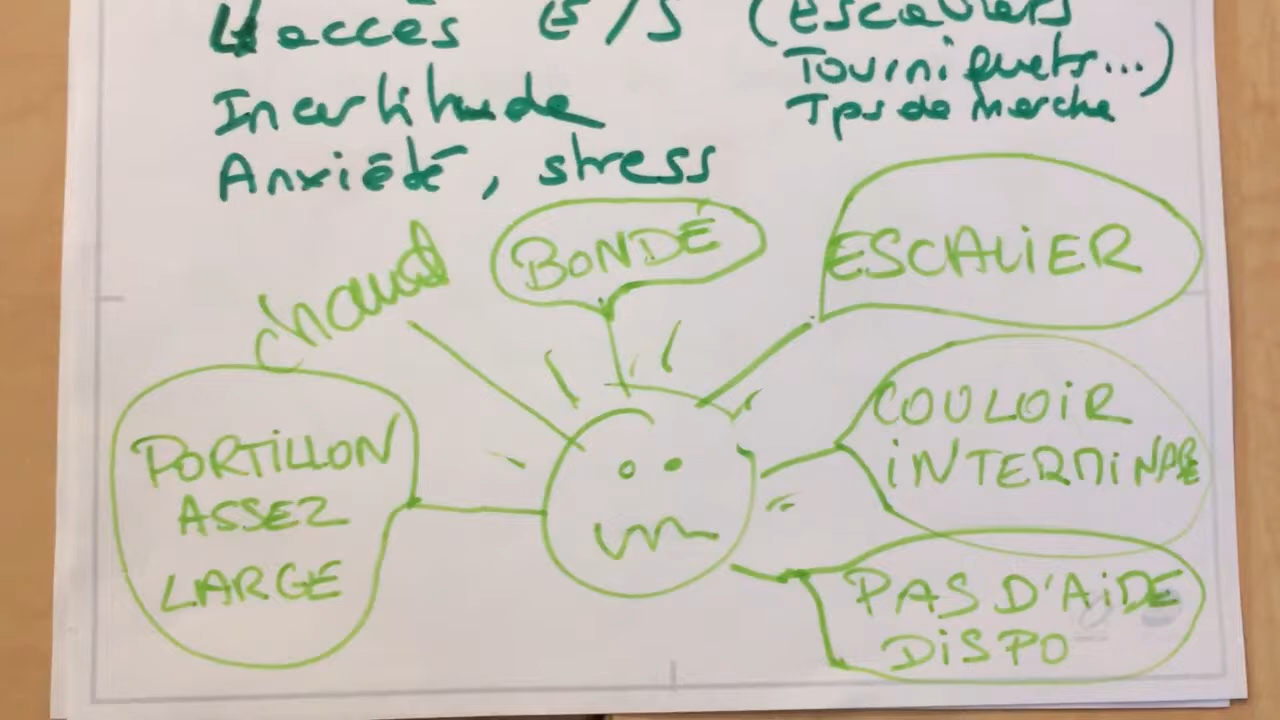 accès E/S (Escaliers
Tourniquets...)
Incertitude
Tps de marche
Anxiété, stress
chaud
BONDÉ
ESCALiER
PORTiLLON
ASSEZ
LARGE
COULOiR
iNTERMiNABLE
PAS D'AiDE
DiSPO